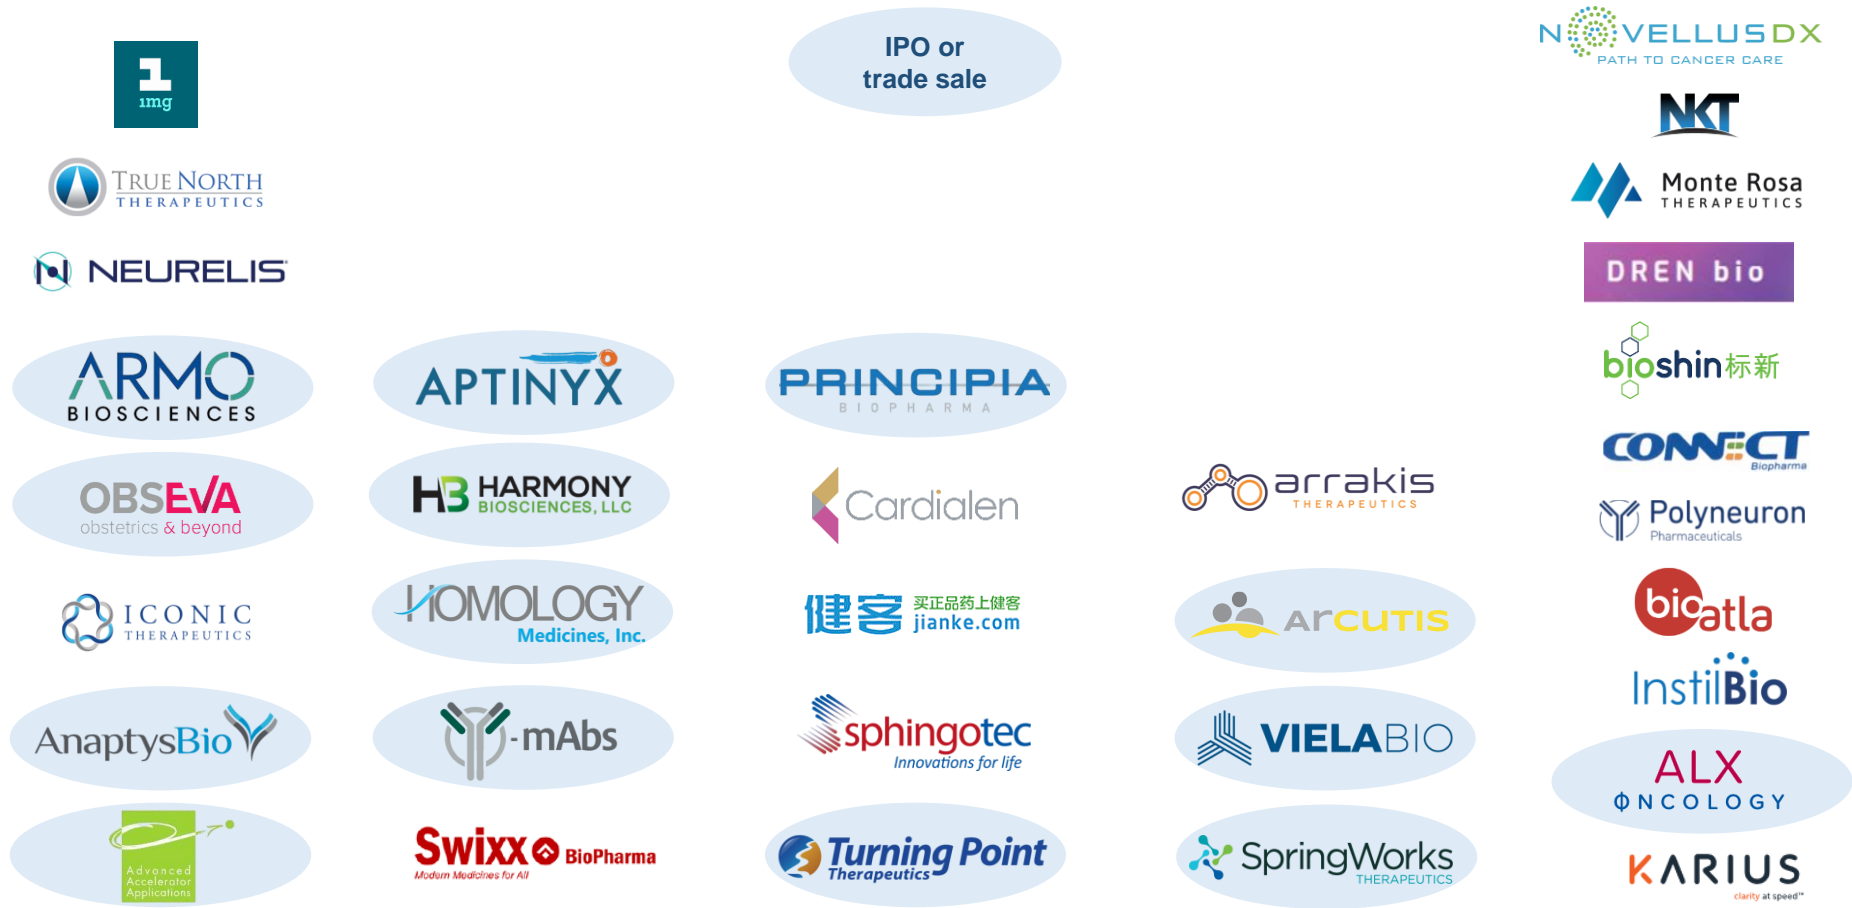 IPO or
trade sale
1
1mg
TRUE NORTH
THERAPEUTICS
NEURELIS
ARMO
BIOSCIENCES
OBSEVA
obstetrics & beyond
ICONIC
THERAPEUTICS
AnaptysBio
Advanced
Accelerator
Applications
APTINYX
HB HARMONY
BIOSCIENCES, LLC
HOMOLOGY
Medicines, Inc.
Y-mAbs
Swixx BioPharma
Modern Medicines for All
PRINCIPIA
BIOPHARMA
Cardialen
健客 买正品药上健客
jianke.com
sphingotec
Innovations for life
Turning Point
Therapeutics
arrakis
THERAPEUTICS
ARCUTIS
VIELABIO
SpringWorks
THERAPEUTICS
NOVELLUSDX
PATH TO CANCER CARE
NKT
Monte Rosa
THERAPEUTICS
DREN bio
bioshin标新
CONNECT
Biopharma
Polyneuron
Pharmaceuticals
bioatla
InstilBio
ALX
ONCOLOGY
KARIUS
clarity at speed™